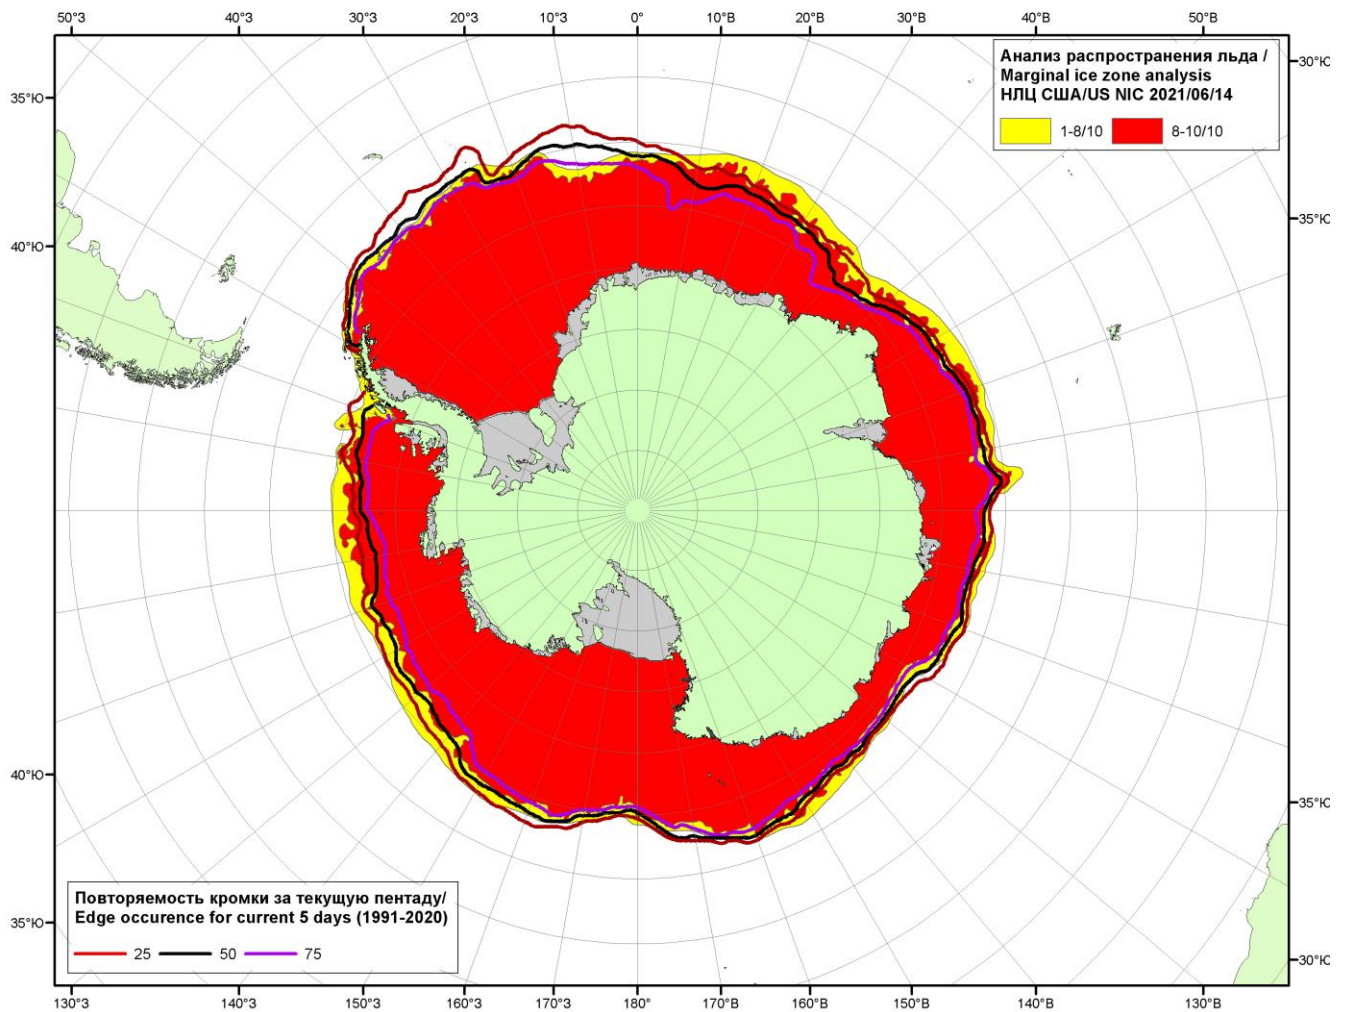 50°З 40°З 30°З 20°З 10°З 0° 10°В 20°В 30°В 40°В 50°В
Анализ распространения льда /
Marginal ice zone analysis
НЛЦ США/US NIC 2021/06/14
1-8/10 8-10/10
30°Ю
35°Ю
35°Ю
40°Ю
40°Ю
35°Ю
35°Ю
30°Ю
Повторяемость кромки за текущую пентаду/
Edge occurence for current 5 days (1991-2020)
25 50 75
130°З 140°З 150°З 160°З 170°З 180° 170°В 160°В 150°В 140°В 130°В